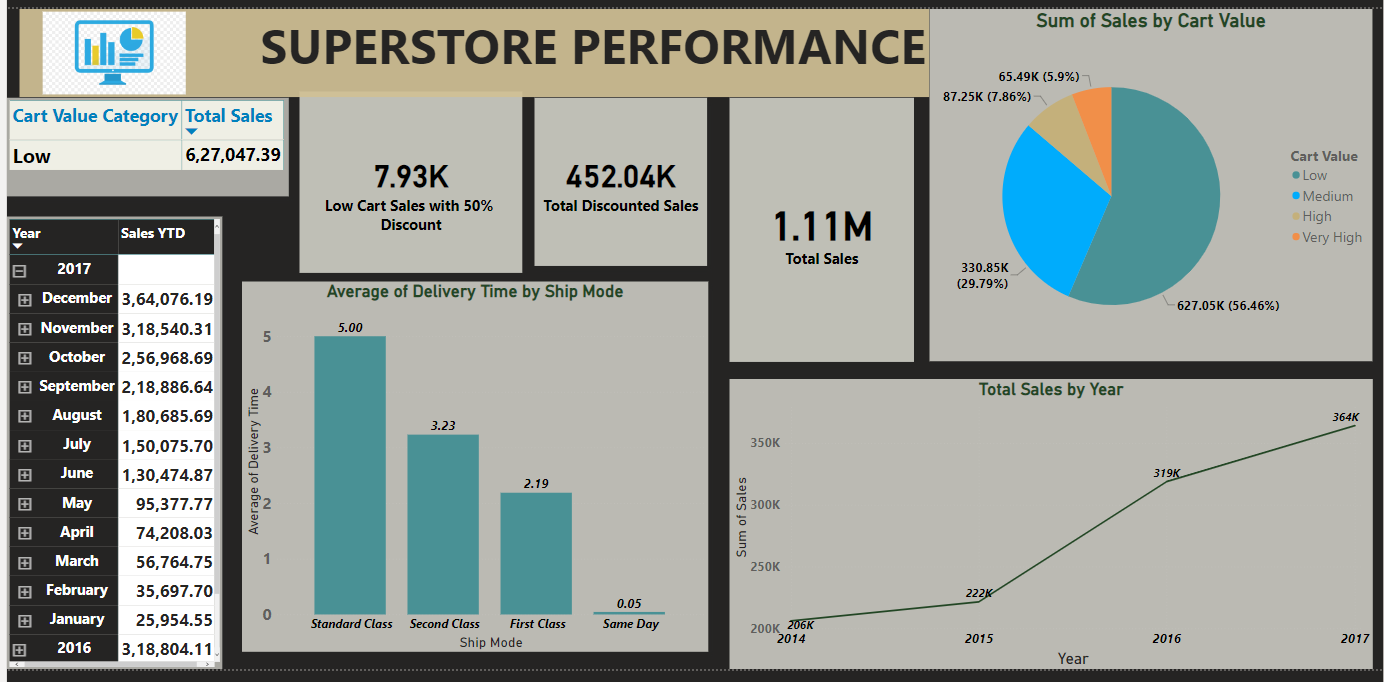 SUPERSTORE PERFORMANCE
Cart Value Category Total Sales
Low 6,27,047.39
7.93K
Low Cart Sales with 50%
Discount
452.04K
Total Discounted Sales
1.11M
Total Sales
Sum of Sales by Cart Value
65.49K (5.9%)
87.25K (7.86%)
330.85K
(29.79%)
627.05K (56.46%)
Cart Value
Low
Medium
High
Very High
Year Sales YTD
2017
December 3,64,076.19
November 3,18,540.31
October 2,56,968.69
September 2,18,886.64
August 1,80,685.69
July 1,50,075.70
June 1,30,474.87
May 95,377.77
April 74,208.03
March 56,764.75
February 35,697.70
January 25,954.55
2016 3,18,804.11
Average of Delivery Time by Ship Mode
Average of Delivery Time
5
4
3
2
1
0
5.00
3.23
2.19
0.05
Standard Class Second Class First Class Same Day
Ship Mode
Total Sales by Year
Sum of Sales
350K
300K
250K
200K
206K
222K
319K
364K
2014 2015 2016 2017
Year